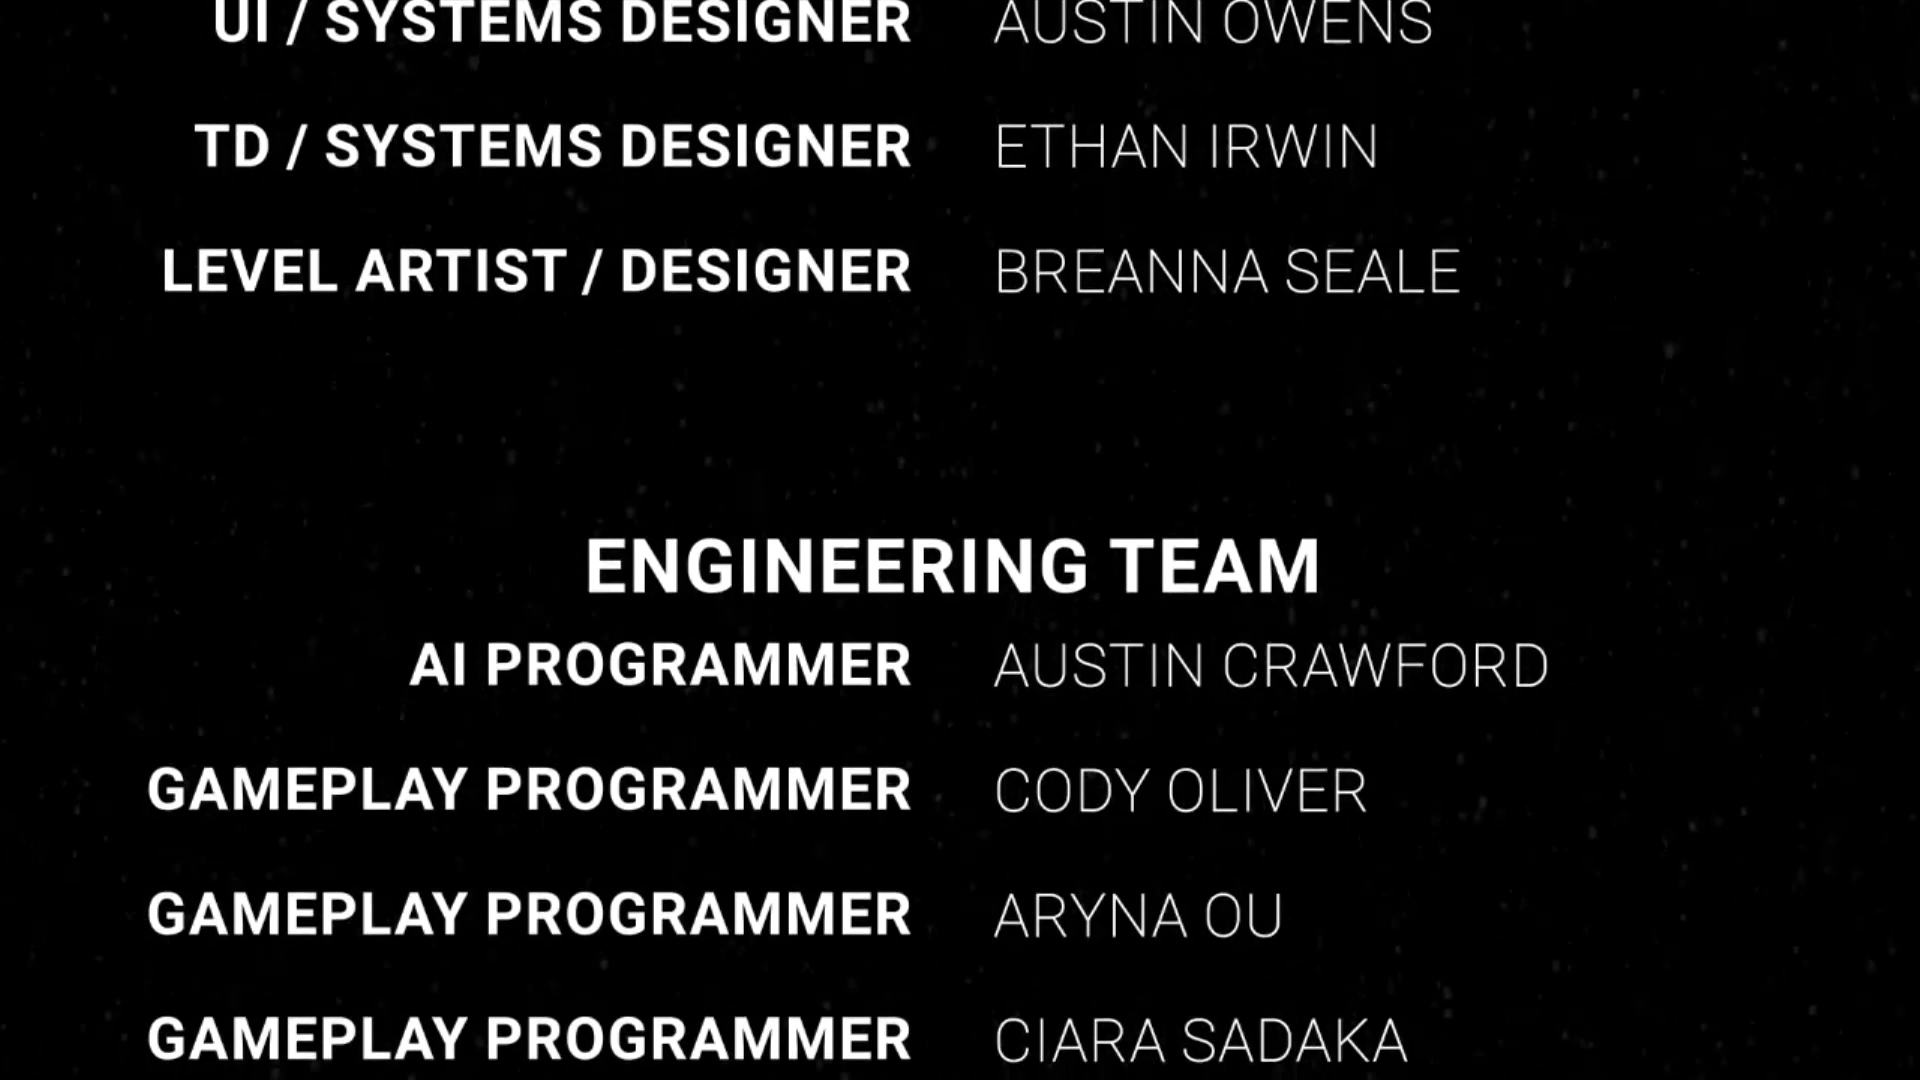 UI / SYSTEMS DESIGNER AUSTIN OWENS
TD / SYSTEMS DESIGNER ETHAN IRWIN
LEVEL ARTIST / DESIGNER BREANNA SEALE
ENGINEERING TEAM
AI PROGRAMMER AUSTIN CRAWFORD
GAMEPLAY PROGRAMMER CODY OLIVER
GAMEPLAY PROGRAMMER ARYNA OU
GAMEPLAY PROGRAMMER CIARA SADAKA